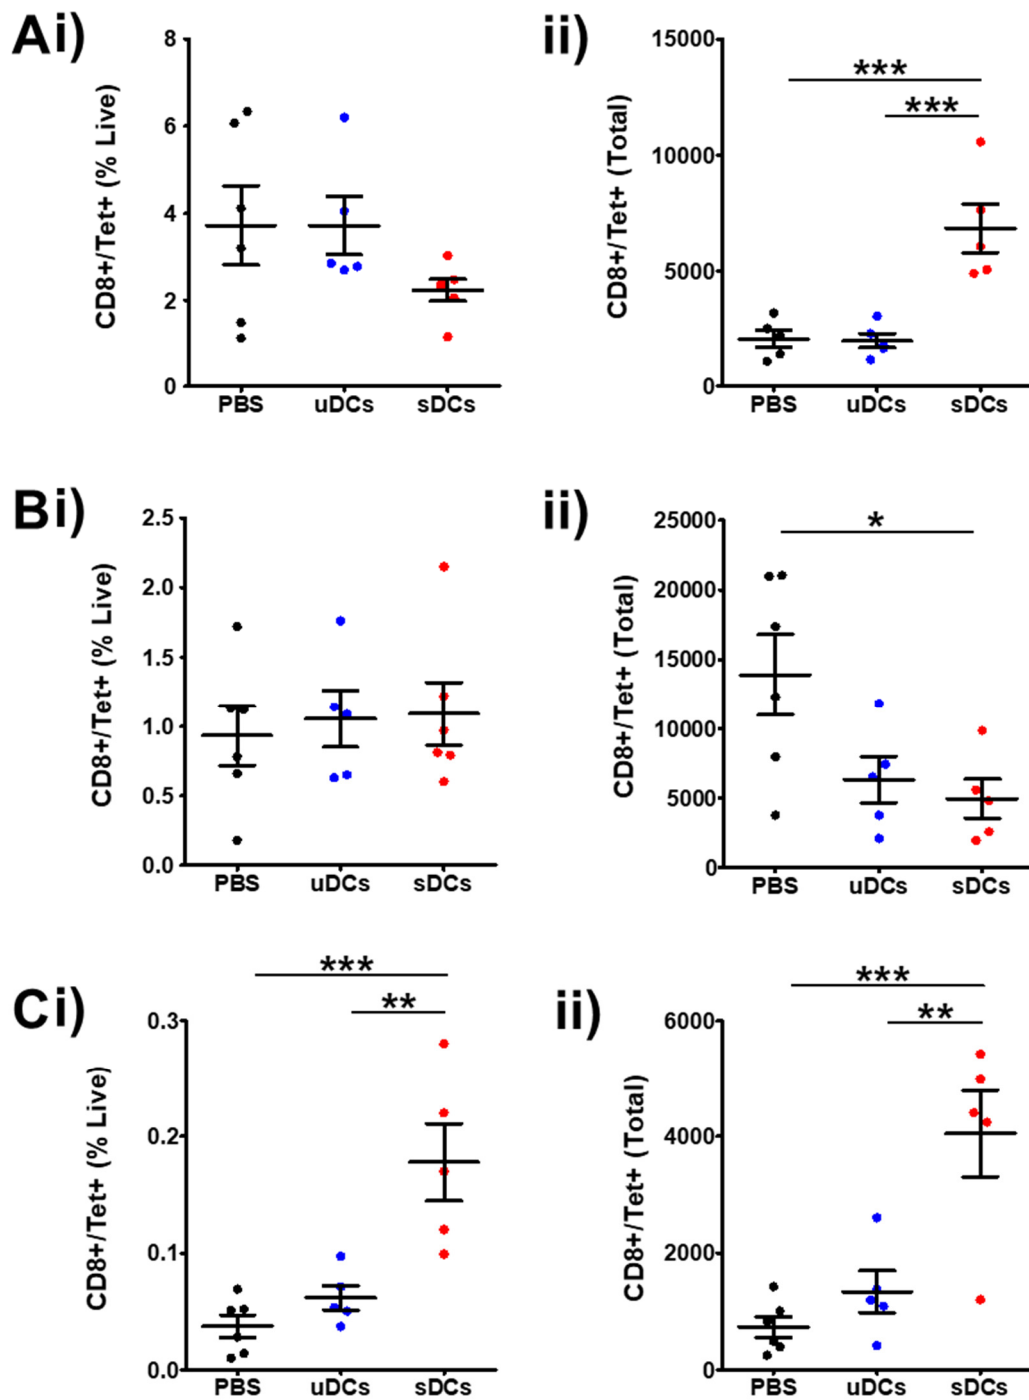 Ai)
CD8+/Tet+ (% Live)
8
6
4
2
0
PBS uDCs sDCs
ii)
CD8+/Tet+ (Total)
15000
10000
5000
0
***
***
PBS uDCs sDCs
Bi)
CD8+/Tet+ (% Live)
2.5
2.0
1.5
1.0
0.5
0.0
PBS uDCs sDCs
ii)
CD8+/Tet+ (Total)
25000
20000
15000
10000
5000
0
*
PBS uDCs sDCs
Ci)
CD8+/Tet+ (% Live)
0.3
0.2
0.1
0.0
***
**
PBS uDCs sDCs
ii)
CD8+/Tet+ (Total)
6000
4000
2000
0
***
**
PBS uDCs sDCs